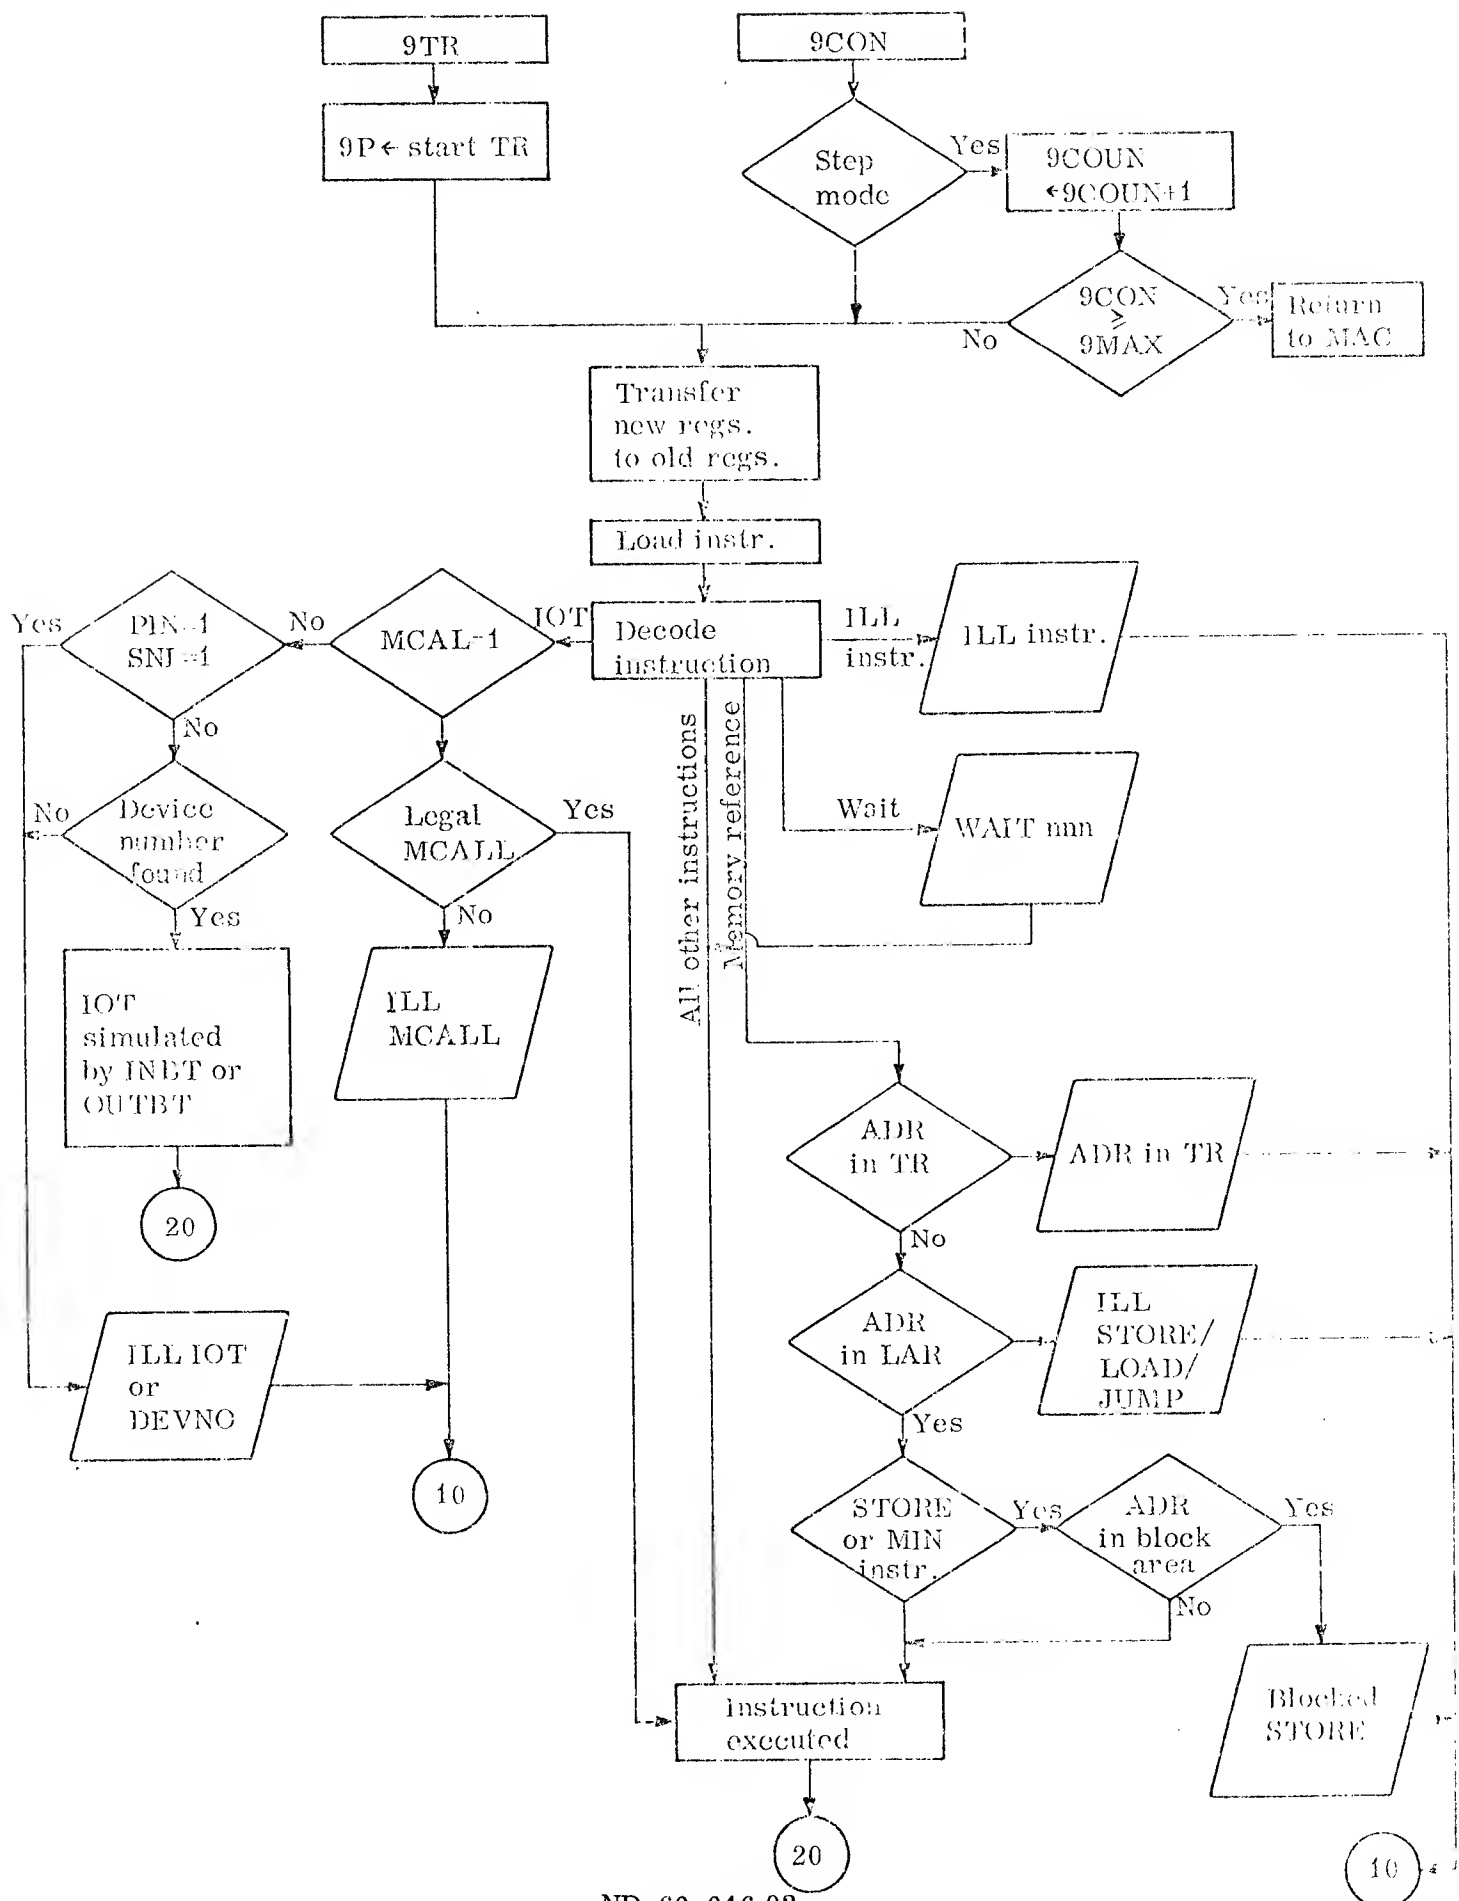 9TR
9CON
9P← start TR
Step
mode
Yes
9COUN
←9COUN+1
9CON
≥
9MAX
Yes
No
Return
to MAC
Transfer
new regs.
to old regs.
Load instr.
Decode
instruction
IOT
MCAL=1
No
PIN=1
SNI=1
Yes
ILL
instr.
ILL instr.
No
Device
number
found
No
Yes
Legal
MCALL
Yes
No
All other instructions
Memory reference
Wait
WAIT nnn
IOT
simulated
by INBT or
OUTBT
ILL
MCALL
20
ADR
in TR
ADR in TR
No
ADR
in LAR
ILL
STORE/
LOAD/
JUMP
Yes
ILL IOT
or
DEVNO
10
STORE
or MIN
instr.
Yes
ADR
in block
area
Yes
No
Instruction
executed
Blocked
STORE
20
10